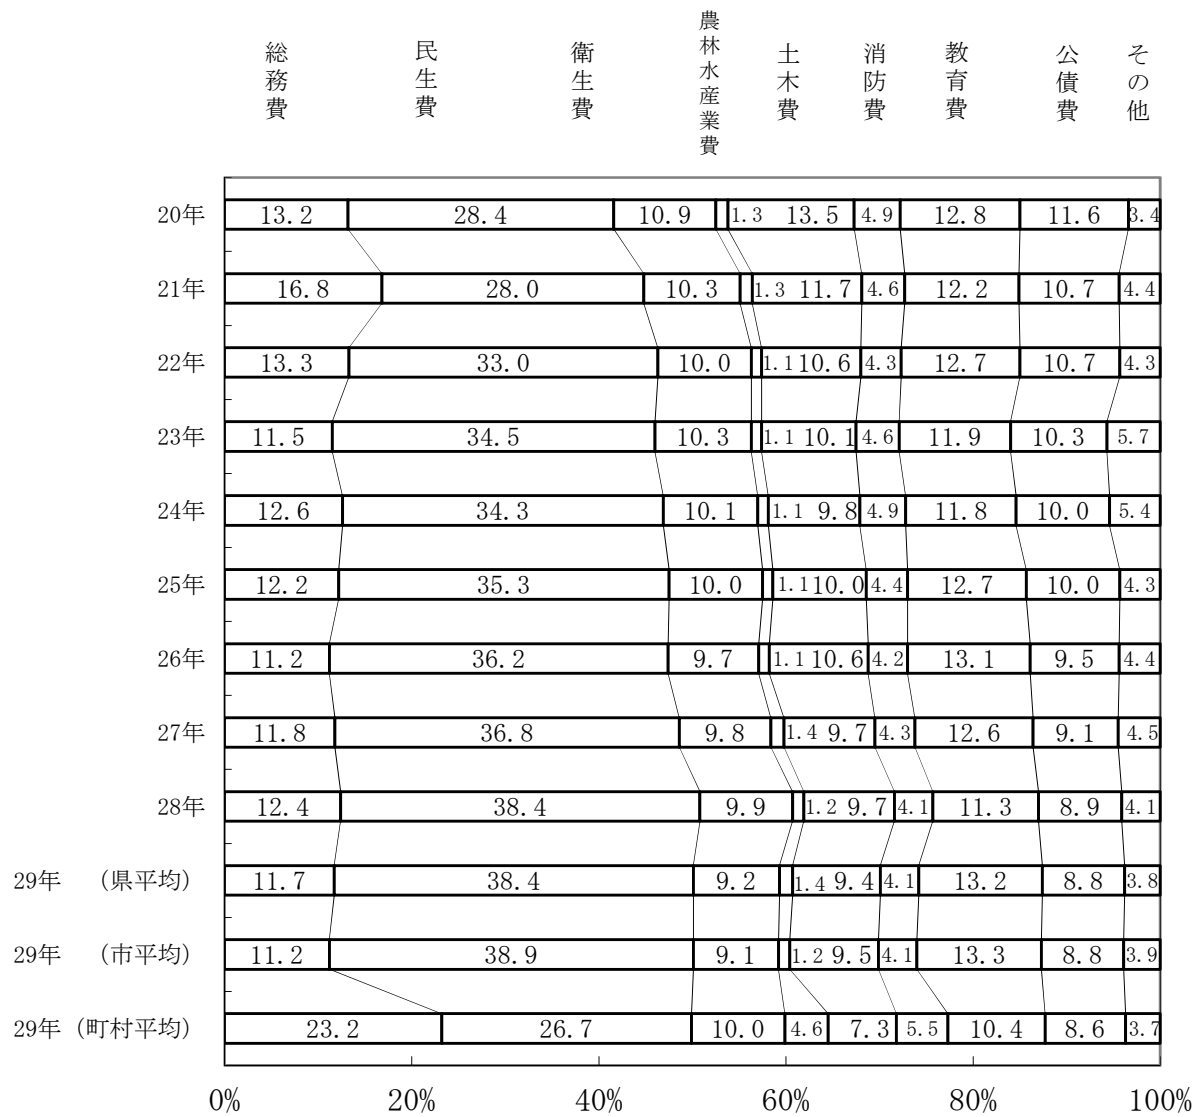 総務費
民生費
衛生費
農林水産業費
土木費
消防費
教育費
公債費
その他
20年 13.2 28.4 10.9 1.3 13.5 4.9 12.8 11.6 3.4
21年 16.8 28.0 10.3 1.3 11.7 4.6 12.2 10.7 4.4
22年 13.3 33.0 10.0 1.1 10.6 4.3 12.7 10.7 4.3
23年 11.5 34.5 10.3 1.1 10.1 4.6 11.9 10.3 5.7
24年 12.6 34.3 10.1 1.1 9.8 4.9 11.8 10.0 5.4
25年 12.2 35.3 10.0 1.1 10.0 4.4 12.7 10.0 4.3
26年 11.2 36.2 9.7 1.1 10.6 4.2 13.1 9.5 4.4
27年 11.8 36.8 9.8 1.4 9.7 4.3 12.6 9.1 4.5
28年 12.4 38.4 9.9 1.2 9.7 4.1 11.3 8.9 4.1
29年 （県平均） 11.7 38.4 9.2 1.4 9.4 4.1 13.2 8.8 3.8
29年 （市平均） 11.2 38.9 9.1 1.2 9.5 4.1 13.3 8.8 3.9
29年（町村平均） 23.2 26.7 10.0 4.6 7.3 5.5 10.4 8.6 3.7
0% 20% 40% 60% 80% 100%